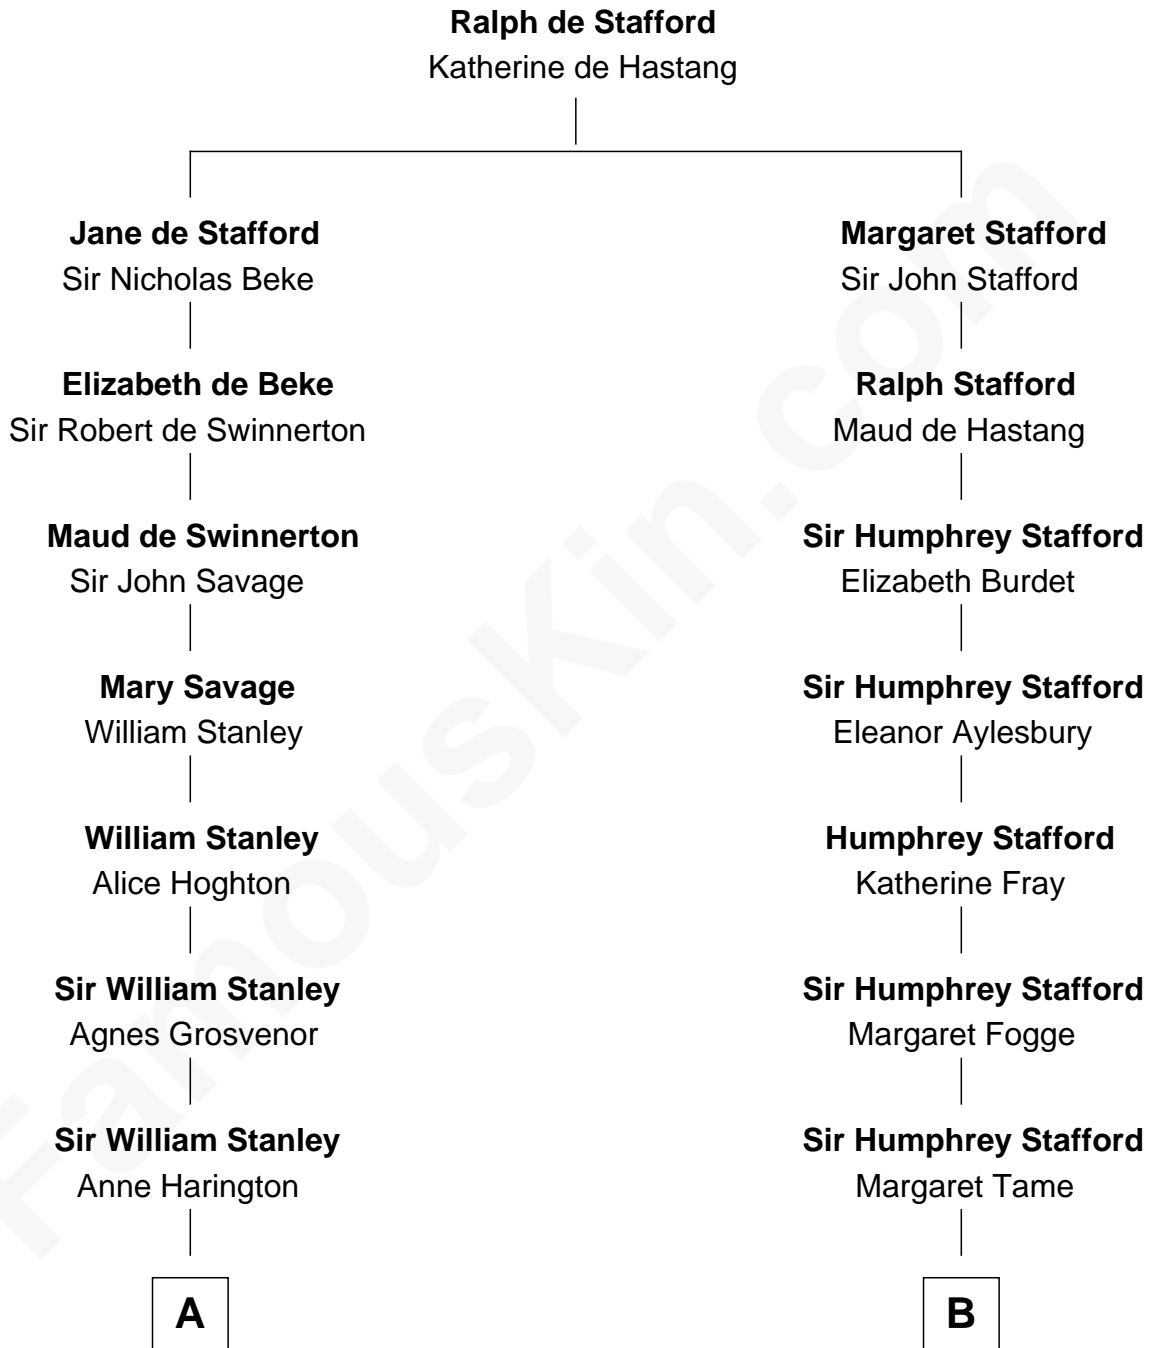 Ralph de Stafford
Katherine de Hastang
Jane de Stafford
Sir Nicholas Beke
Margaret Stafford
Sir John Stafford
Elizabeth de Beke
Sir Robert de Swinnerton
Ralph Stafford
Maud de Hastang
Maud de Swinnerton
Sir John Savage
Sir Humphrey Stafford
Elizabeth Burdet
Mary Savage
William Stanley
Sir Humphrey Stafford
Eleanor Aylesbury
William Stanley
Alice Hoghton
Humphrey Stafford
Katherine Fray
Sir William Stanley
Agnes Grosvenor
Sir Humphrey Stafford
Margaret Fogge
Sir William Stanley
Anne Harington
Sir Humphrey Stafford
Margaret Tame
A
B
FamousKin.com